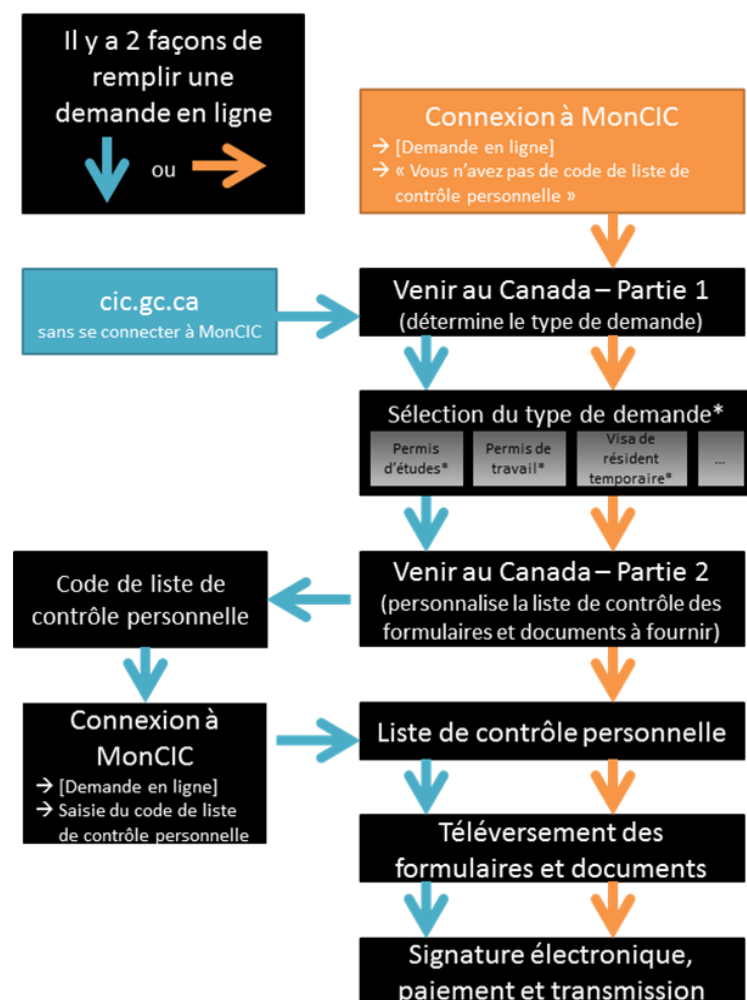 Il y a 2 façons de
remplir une
demande en ligne
ou
Connexion à MonCIC
→ [Demande en ligne]
→ « Vous n'avez pas de code de liste de
contrôle personnelle »
cic.gc.ca
sans se connecter à MonCIC
Venir au Canada – Partie 1
(détermine le type de demande)
Sélection du type de demande*
Permis
d'études*
Permis de
travail*
Visa de
résident
temporaire*
...
Venir au Canada – Partie 2
(personnalise la liste de contrôle des
formulaires et documents à fournir)
Code de liste de
contrôle personnelle
Connexion à
MonCIC
→ [Demande en ligne]
→ Saisie du code de liste
de contrôle personnelle
Liste de contrôle personnelle
Téléversement des
formulaires et documents
Signature électronique,
paiement et transmission